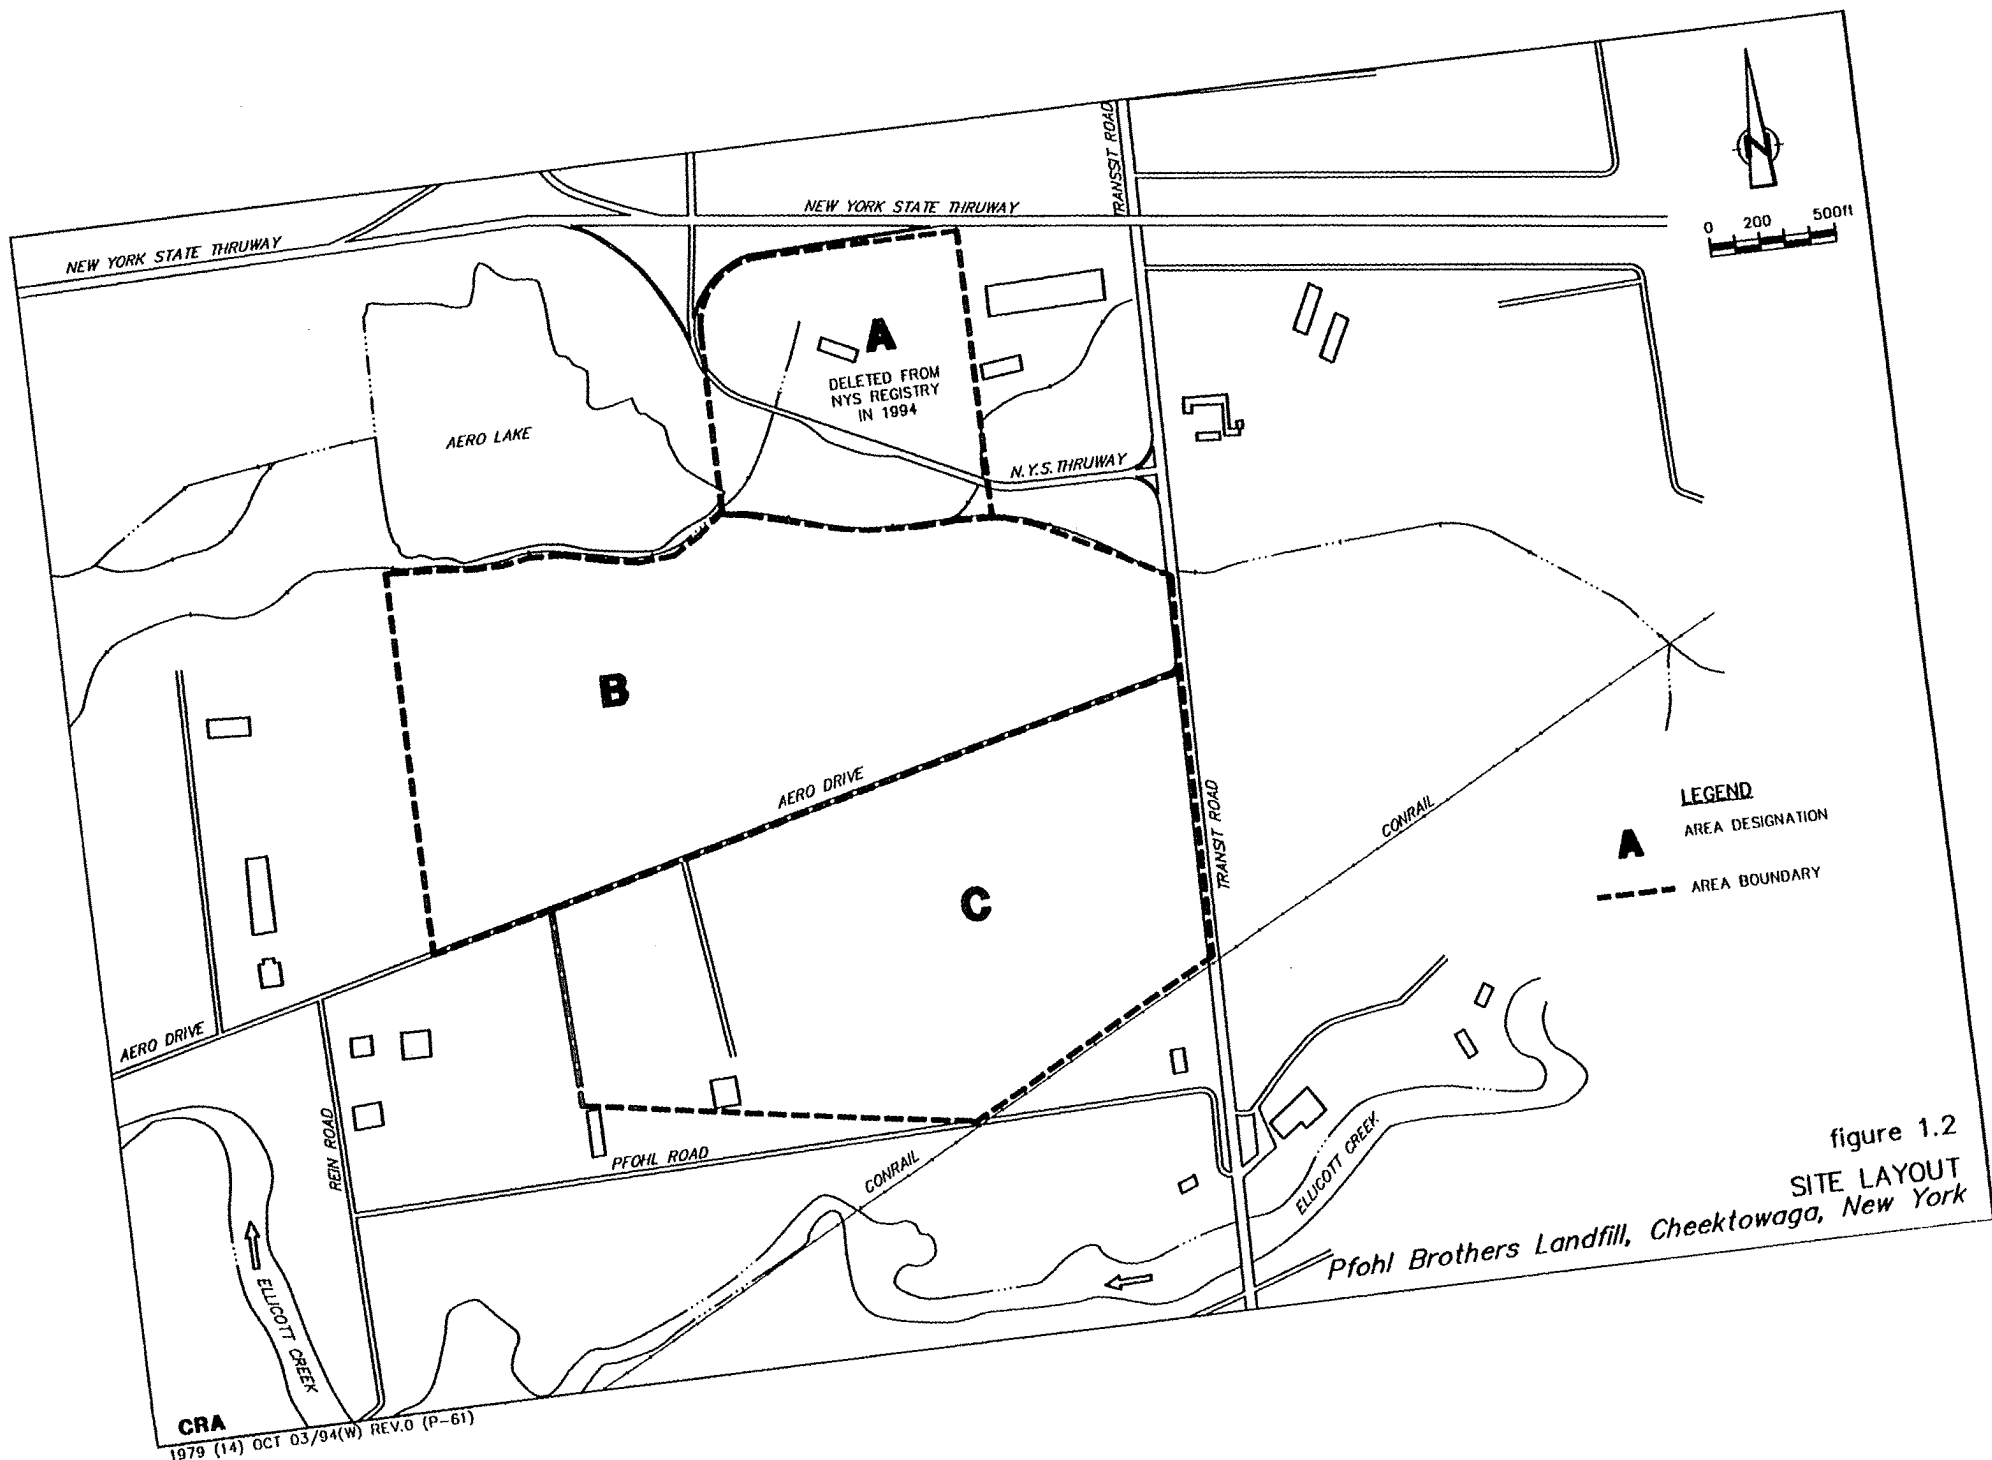 TRANSSIT ROAD
NEW YORK STATE THRUWAY
NEW YORK STATE THRUWAY
N
0 200 500ft
A
DELETED FROM
NYS REGISTRY
IN 1994
AERO LAKE
N.Y.S. THRUWAY
B
AERO DRIVE
TRANSIT ROAD
CONRAIL
LEGEND
A AREA DESIGNATION
AREA BOUNDARY
C
AERO DRIVE
REIN ROAD
PFOHL ROAD
CONRAIL
ELLICOTT CREEK
ELLICOTT CREEK
figure 1.2
SITE LAYOUT
Pfohl Brothers Landfill, Cheektowaga, New York
CRA
1979 (14) OCT 03/94(W) REV.0 (P-61)